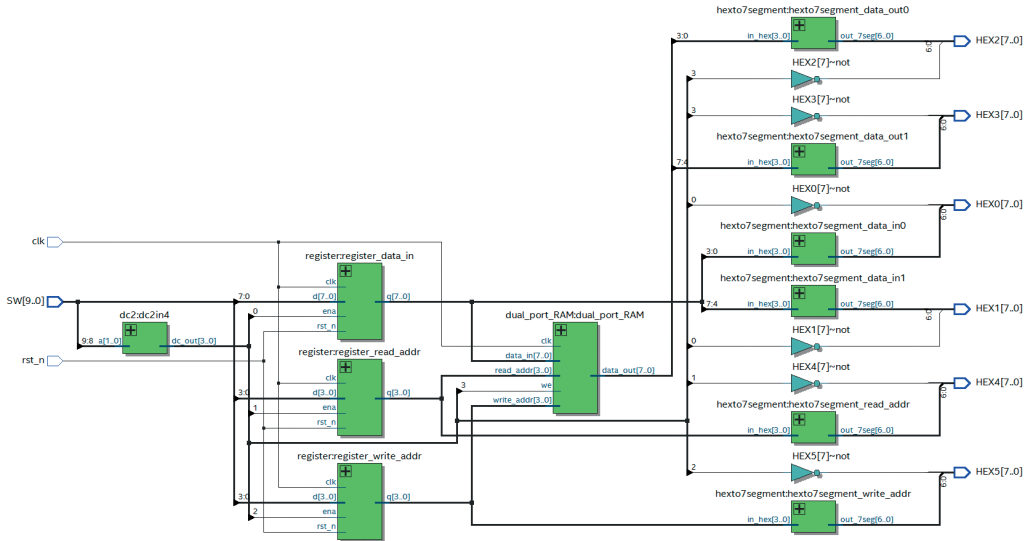 hexto7segment:hexto7segment_data_out0
3:0 in_hex[3..0] out_7seg[6..0] 6:0 HEX2[7..0]
HEX2[7]~not
3
HEX3[7]~not
3 HEX3[7..0]
6:0
hexto7segment:hexto7segment_data_out1
7:4 in_hex[3..0] out_7seg[6..0]
HEX0[7]~not
0 HEX0[7..0]
6:0
hexto7segment:hexto7segment_data_in0
clk
3:0 in_hex[3..0] out_7seg[6..0]
register:register_data_in
hexto7segment:hexto7segment_data_in1
clk
SW[9..0] 7:0 d[7..0] q[7..0] 7:4 in_hex[3..0] out_7seg[6..0] HEX1[7..0]
6:0
dc2:dc2in4 0 ena dual_port_RAM:dual_port_RAM
rst_n HEX1[7]~not
9:8 a[1..0] dc_out[3..0] clk 0
register:register_read_addr data_in[7..0]
rst_n read_addr[3..0] data_out[7..0] HEX4[7]~not
clk 3 we 1 HEX4[7..0]
6:0
3:0 d[3..0] q[3..0] write_addr[3..0]
1 ena hexto7segment:hexto7segment_read_addr
rst_n
in_hex[3..0] out_7seg[6..0]
register:register_write_addr HEX5[7]~not
2 HEX5[7..0]
6:0
clk
3:0 d[3..0] q[3..0] hexto7segment:hexto7segment_write_addr
2 ena
in_hex[3..0] out_7seg[6..0]
rst_n